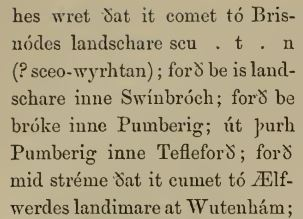 hes wret ðat it comet tó Bris-
nódes landschare scu . t . n
(? sceo-wyrhtan) ; forð be is land-
schare inne Swínbróch; forð be
bróke inne Pumberig; út þurh
Pumberig inne Tefleforð ; forð
mid stréme ðat it cumet tó Ælf-
werdes landimare at Wutenhám;